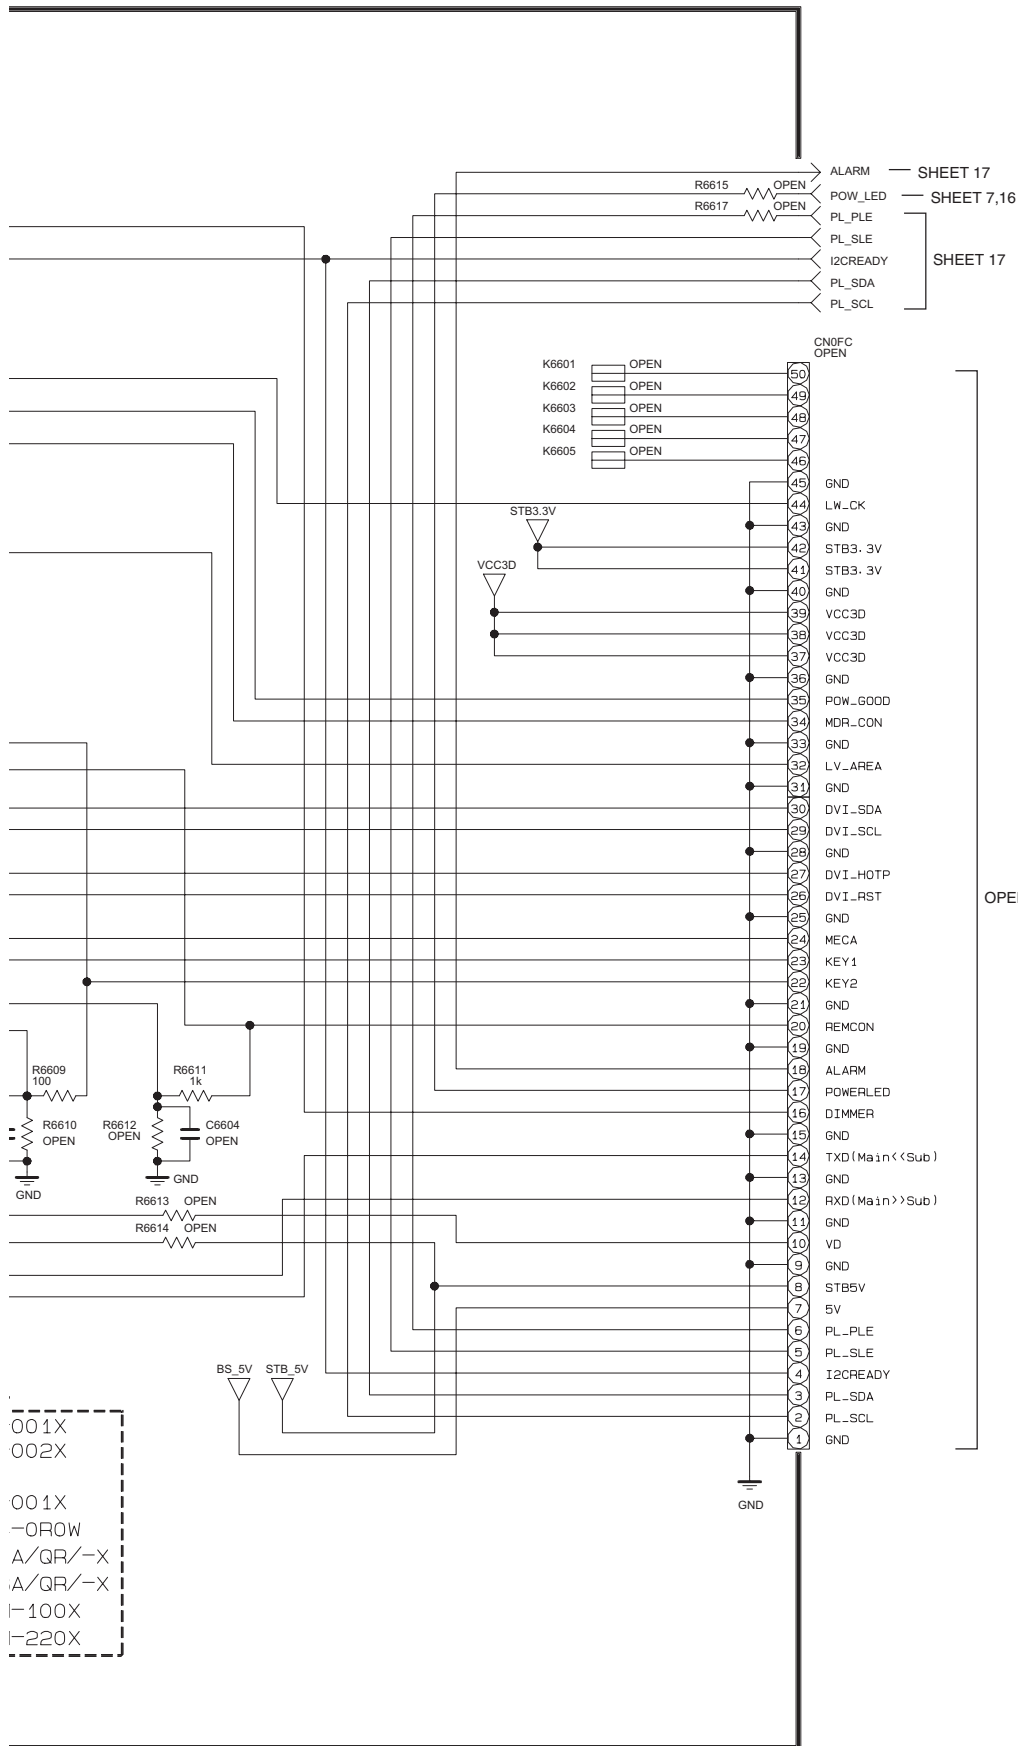 ALARM — SHEET 17
R6615 OPEN POW_LED — SHEET 7,16
R6617 OPEN PL_PLE
PL_SLE
I2CREADY SHEET 17
PL_SDA
PL_SCL
CN0FC
OPEN
K6601 OPEN 50
K6602 OPEN 49
K6603 OPEN 48
K6604 OPEN 47
K6605 OPEN 46
45 GND
44 LW_CK
STB3.3V
43 GND
42 STB3.3V
VCC3D
41 STB3.3V
40 GND
39 VCC3D
38 VCC3D
37 VCC3D
36 GND
35 POW_GOOD
34 MDR_CON
33 GND
32 LV_AREA
31 GND
30 DVI_SDA
29 DVI_SCL
28 GND
27 DVI_HOTP
26 DVI_RST
OPE
25 GND
24 MECA
23 KEY1
22 KEY2
21 GND
20 REMCON
19 GND
18 ALARM
17 POWERLED
16 DIMMER
15 GND
14 TXD(Main<<Sub)
13 GND
12 RXD(Main>>Sub)
11 GND
10 VD
9 GND
8 STB5V
7 5V
6 PL_PLE
5 PL_SLE
4 I2CREADY
3 PL_SDA
2 PL_SCL
1 GND
GND
R6609
100
R6611
1k
R6610
OPEN
R6612
OPEN
C6604
OPEN
GND
GND
R6613 OPEN
R6614 OPEN
BS_5V STB_5V
001X
002X
001X
-0R0W
A/QR/-X
A/QR/-X
-100X
-220X